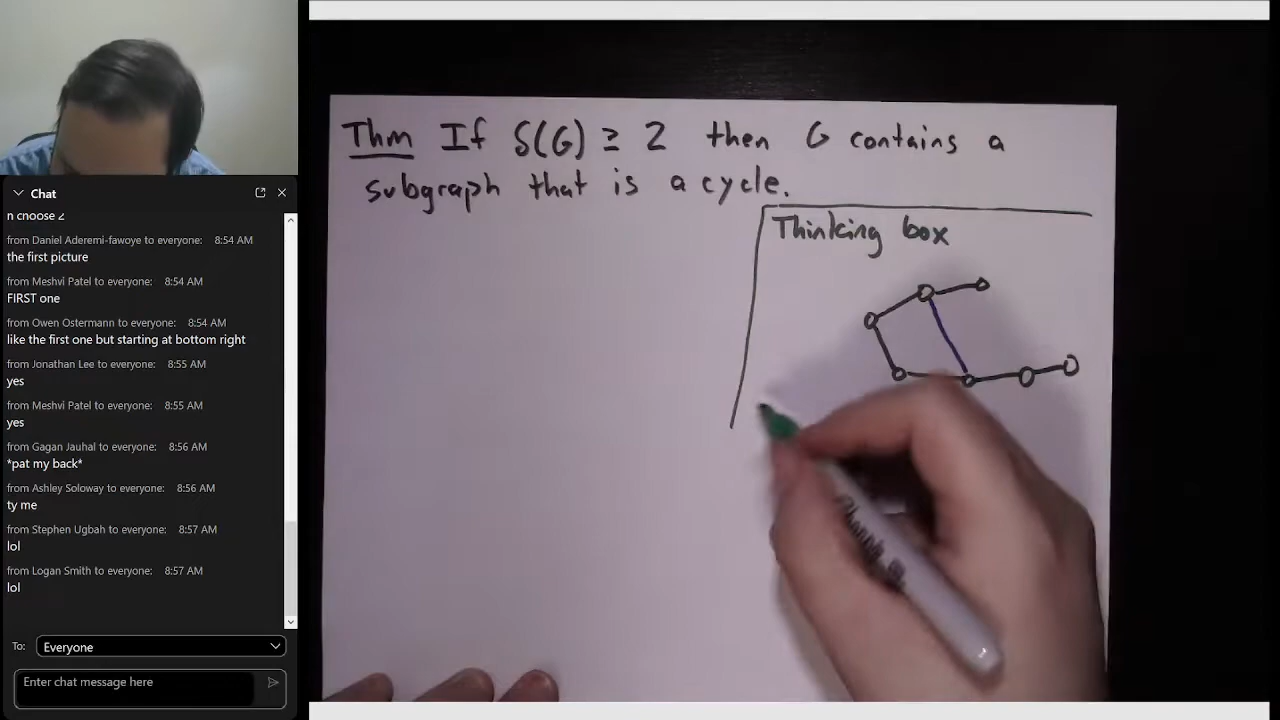 Chat
n choose 2
from Daniel Aderemi-fawoye to everyone: 8:54 AM
the first picture
from Meshvi Patel to everyone: 8:54 AM
FIRST one
from Owen Ostermann to everyone: 8:54 AM
like the first one but starting at bottom right
from Jonathan Lee to everyone: 8:55 AM
yes
from Meshvi Patel to everyone: 8:55 AM
yes
from Gagan Jauhal to everyone: 8:56 AM
*pat my back*
from Ashley Soloway to everyone: 8:56 AM
ty me
from Stephen Ugbah to everyone: 8:57 AM
lol
from Logan Smith to everyone: 8:57 AM
lol
To: Everyone
Enter chat message here
Thm If δ(G) ≥ 2 then G contains a
subgraph that is a cycle.
Thinking box